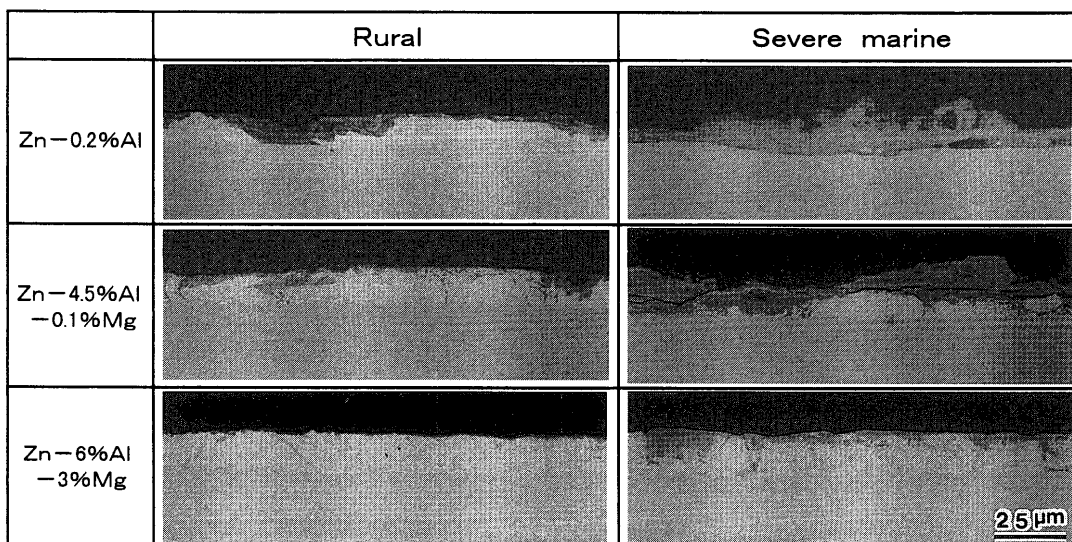 Rural
Severe marine
Zn-0.2%Al
Zn-4.5%Al
-0.1%Mg
Zn-6%Al
-3%Mg
25μm